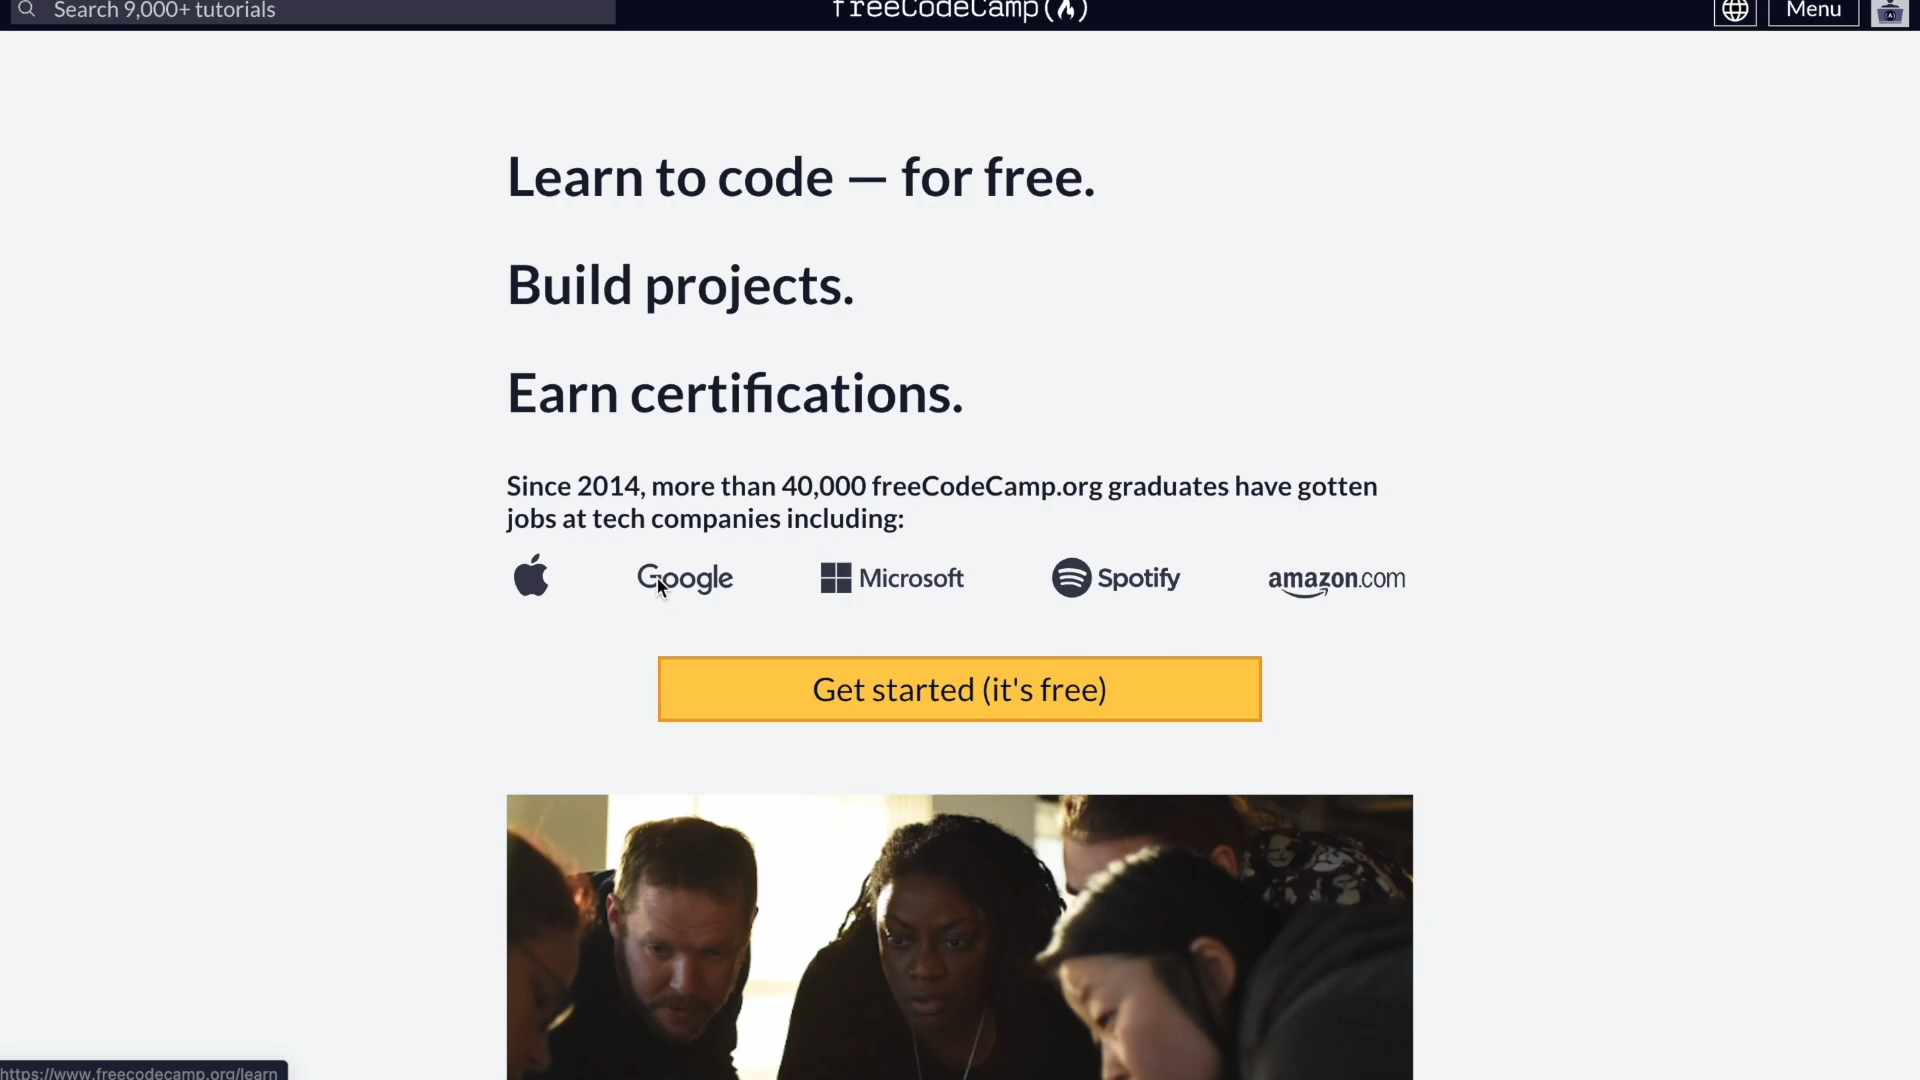 Search 9,000+ tutorials
freeCodeCamp
Menu
Learn to code — for free.
Build projects.
Earn certifications.
Since 2014, more than 40,000 freeCodeCamp.org graduates have gotten
jobs at tech companies including:
Google
Microsoft
Spotify
amazon.com
Get started (it's free)
https://www.freecodecamp.org/learn